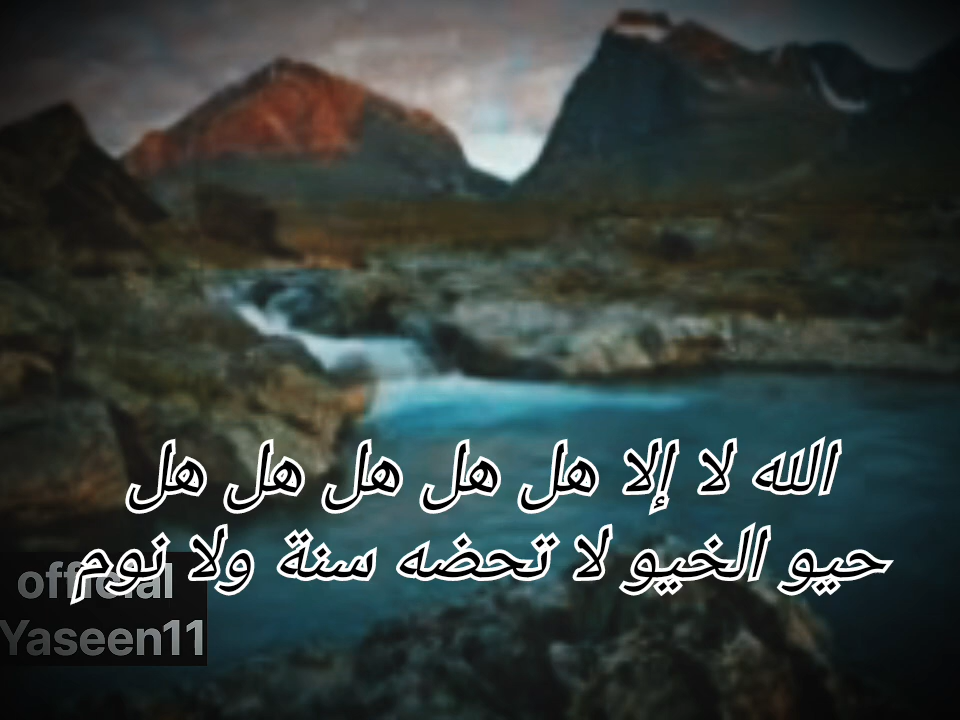 الله لا إلا هل هل هل هل هل
حيو الخيو لا تحضه سنة ولا نوم
official
Yaseen11